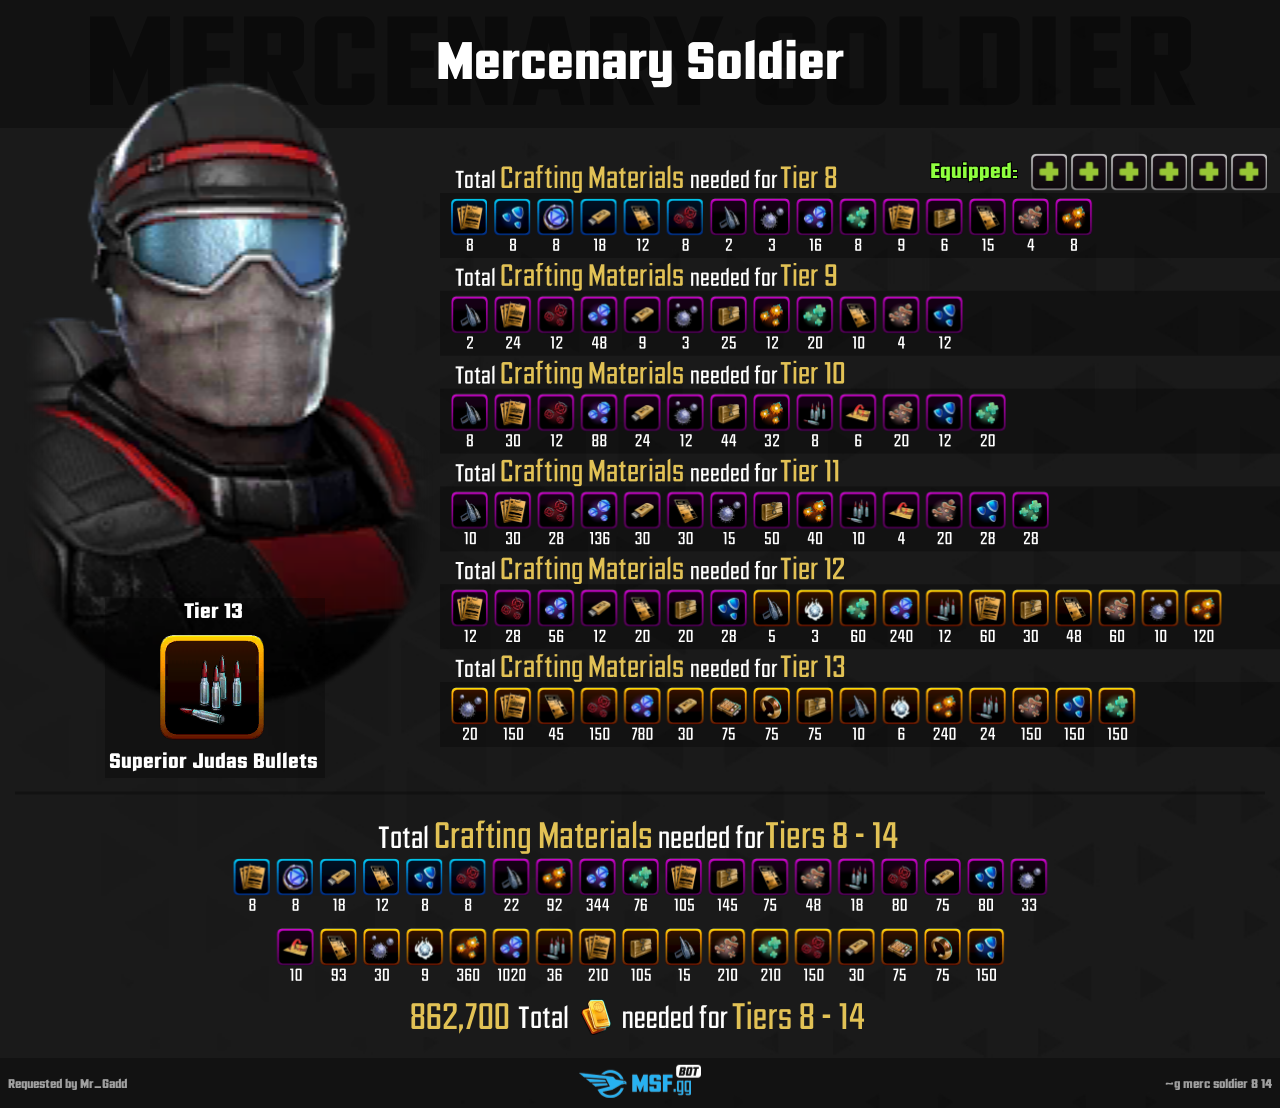 MERCENARY SOLDIER
Mercenary Soldier
Equipped:
Total Crafting Materials needed for Tier 8
8 8 8 18 12 8 2 3 16 8 9 6 15 4 8
Total Crafting Materials needed for Tier 9
2 24 12 48 9 3 25 12 20 10 4 12
Total Crafting Materials needed for Tier 10
8 30 12 88 24 12 44 32 8 6 20 12 20
Total Crafting Materials needed for Tier 11
10 30 28 136 30 30 15 50 40 10 4 20 28 28
Total Crafting Materials needed for Tier 12
12 28 56 12 20 20 28 5 3 60 240 12 60 30 48 60 10 120
Total Crafting Materials needed for Tier 13
20 150 45 150 780 30 75 75 75 10 6 240 24 150 150 150
Tier 13
Superior Judas Bullets
Total Crafting Materials needed for Tiers 8 - 14
8 8 18 12 8 8 22 92 344 76 105 145 75 48 18 80 75 80 33
10 93 30 9 360 1020 36 210 105 15 210 210 150 30 75 75 150
862,700 Total needed for Tiers 8 - 14
Requested by Mr_Gadd
MSF.gg BOT
~g merc soldier 8 14